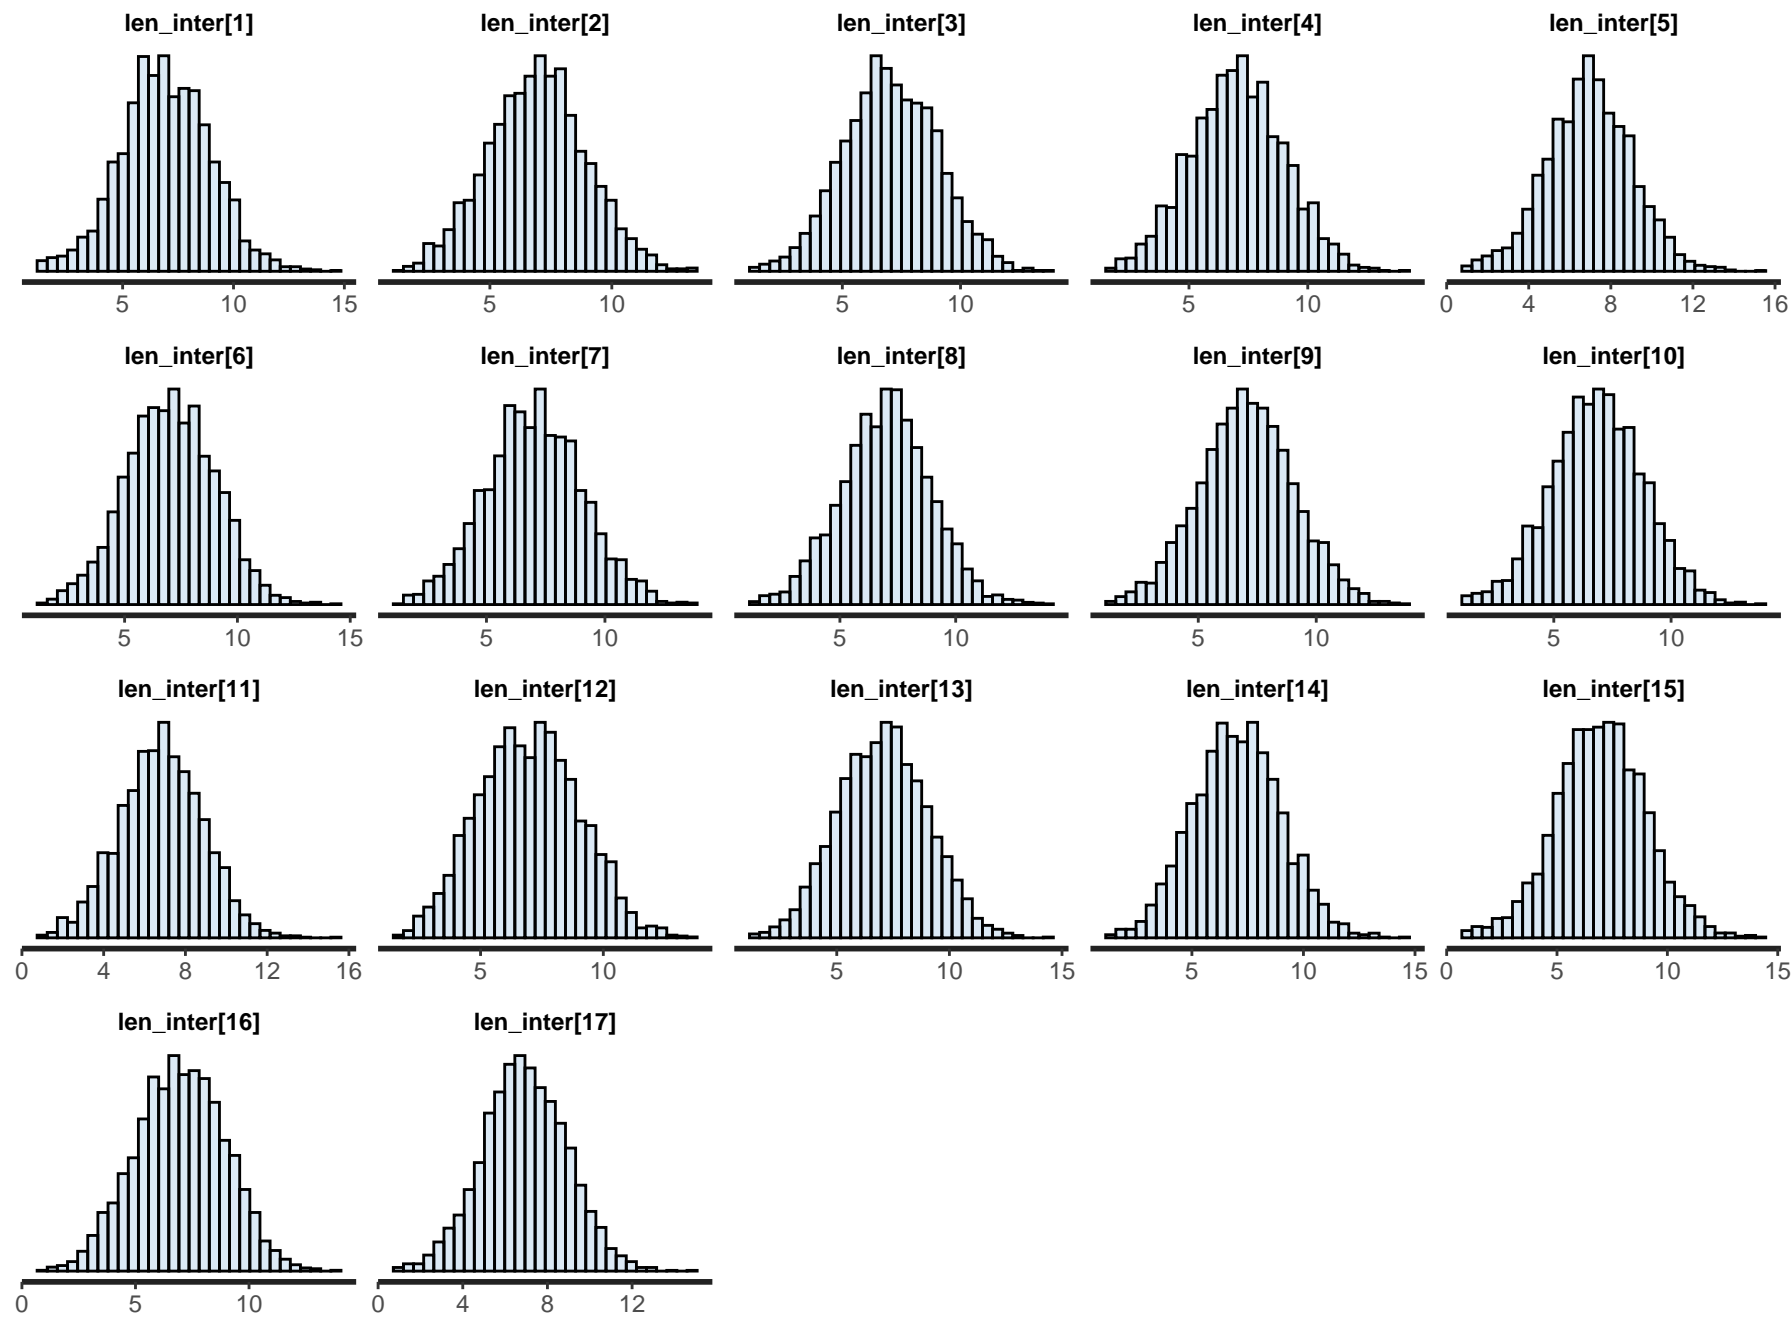 len_inter[1] len_inter[2] len_inter[3] len_inter[4] len_inter[5]
5 10 15 5 10 5 10 5 10 0 4 8 12 16
len_inter[6] len_inter[7] len_inter[8] len_inter[9] len_inter[10]
5 10 15 5 10 5 10 5 10 5 10
len_inter[11] len_inter[12] len_inter[13] len_inter[14] len_inter[15]
0 4 8 12 16 5 10 5 10 15 5 10 15 0 5 10 15
len_inter[16] len_inter[17]
0 5 10 0 4 8 12